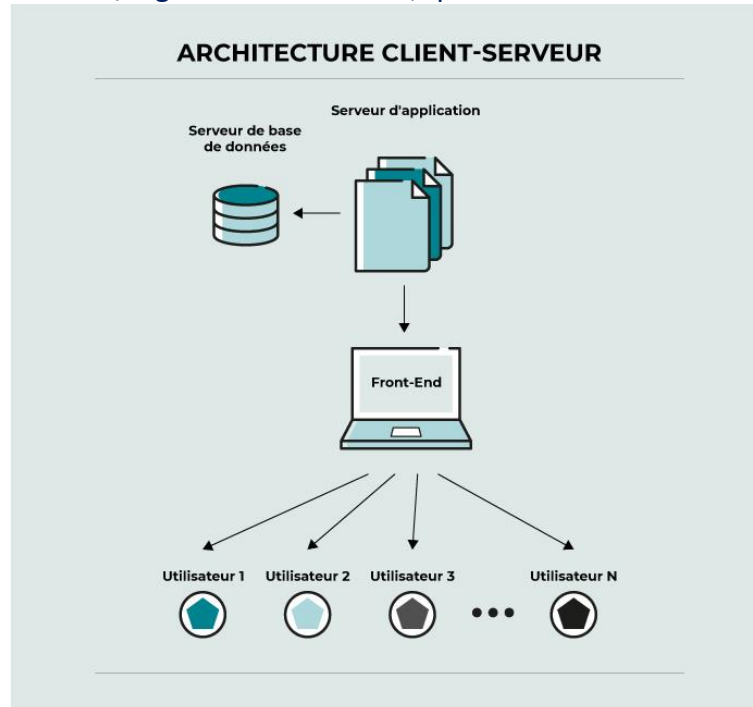 ARCHITECTURE CLIENT-SERVEUR
Serveur d'application
Serveur de base
de données
Front-End
Utilisateur 1
Utilisateur 2
Utilisateur 3
Utilisateur N